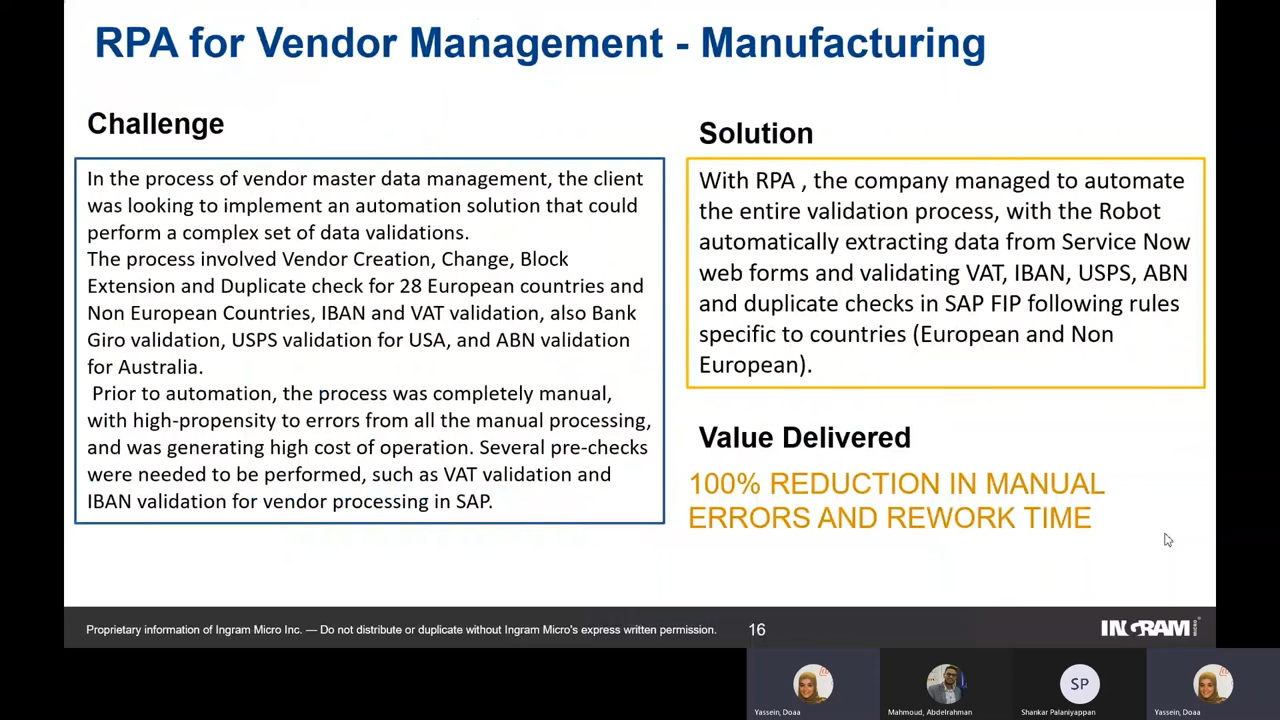 RPA for Vendor Management - Manufacturing
Challenge
In the process of vendor master data management, the client
was looking to implement an automation solution that could
perform a complex set of data validations.
The process involved Vendor Creation, Change, Block
Extension and Duplicate check for 28 European countries and
Non European Countries, IBAN and VAT validation, also Bank
Giro validation, USPS validation for USA, and ABN validation
for Australia.
Prior to automation, the process was completely manual,
with high-propensity to errors from all the manual processing,
and was generating high cost of operation. Several pre-checks
were needed to be performed, such as VAT validation and
IBAN validation for vendor processing in SAP.
Solution
With RPA , the company managed to automate
the entire validation process, with the Robot
automatically extracting data from Service Now
web forms and validating VAT, IBAN, USPS, ABN
and duplicate checks in SAP FIP following rules
specific to countries (European and Non
European).
Value Delivered
100% REDUCTION IN MANUAL
ERRORS AND REWORK TIME
Proprietary information of Ingram Micro Inc. — Do not distribute or duplicate without Ingram Micro's express written permission.
16
INGRAM MICRO
SP
Yassein, Doaa
Mahmoud, Abdelrahman
Shankar Palaniyappan
Yassein, Doaa